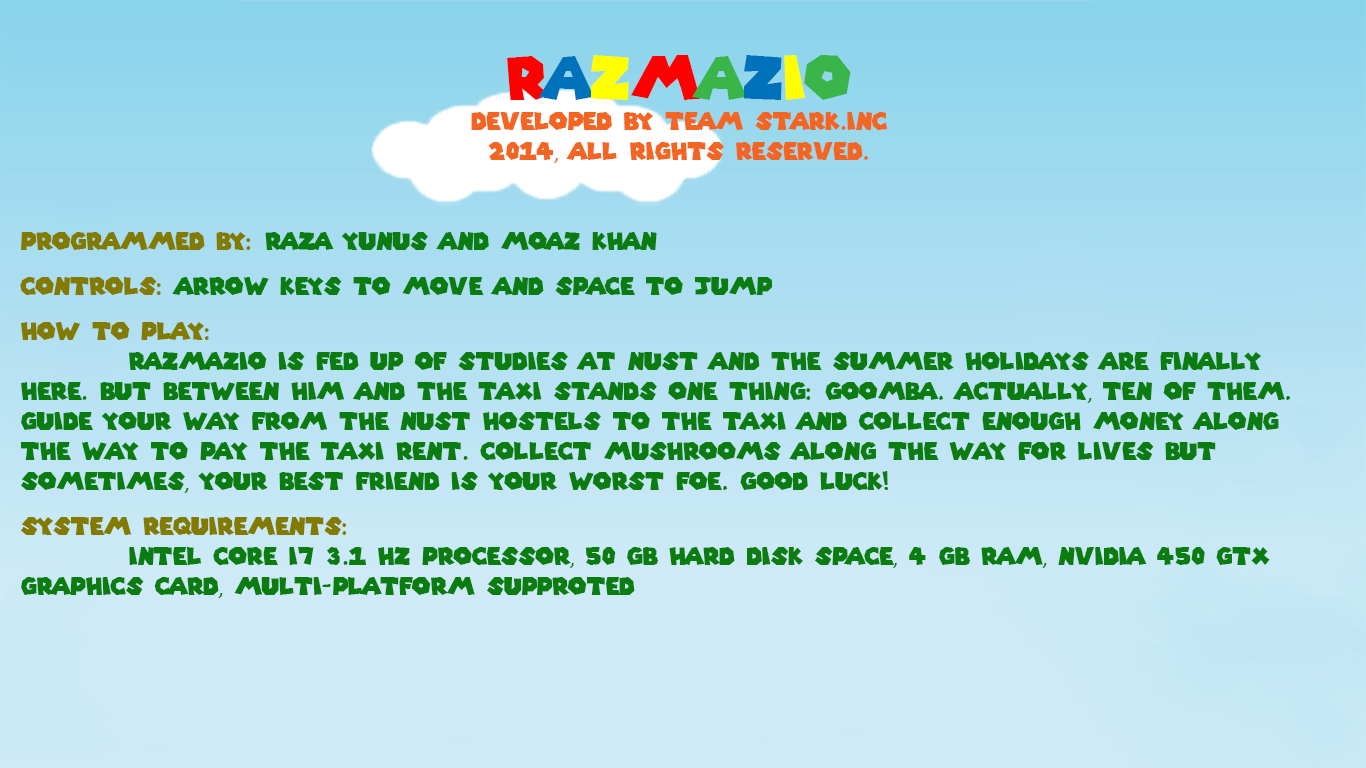 RAZMAZIO
DEVELOPED BY TEAM STARK.INC
2014, ALL RIGHTS RESERVED.
PROGRAMMED BY: RAZA YUNUS AND MOAZ KHAN
CONTROLS: ARROW KEYS TO MOVE AND SPACE TO JUMP
HOW TO PLAY:
RAZMAZIO IS FED UP OF STUDIES AT NUST AND THE SUMMER HOLIDAYS ARE FINALLY
HERE. BUT BETWEEN HIM AND THE TAXI STANDS ONE THING: GOOMBA. ACTUALLY, TEN OF THEM.
GUIDE YOUR WAY FROM THE NUST HOSTELS TO THE TAXI AND COLLECT ENOUGH MONEY ALONG
THE WAY TO PAY THE TAXI RENT. COLLECT MUSHROOMS ALONG THE WAY FOR LIVES BUT
SOMETIMES, YOUR BEST FRIEND IS YOUR WORST FOE. GOOD LUCK!
SYSTEM REQUIREMENTS:
INTEL CORE I7 3.1 HZ PROCESSOR, 50 GB HARD DISK SPACE, 4 GB RAM, NVIDIA 450 GTX
GRAPHICS CARD, MULTI-PLATFORM SUPPROTED